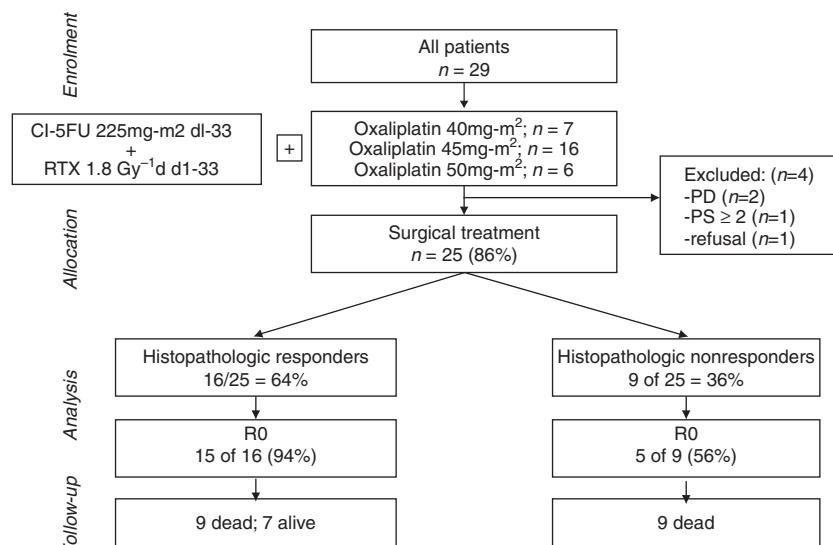 Enrolment
All patients
n = 29
CI-5FU 225mg-m2 dl-33
+
RTX 1.8 Gy⁻¹d d1-33
+
Oxaliplatin 40mg-m²; n = 7
Oxaliplatin 45mg-m²; n = 16
Oxaliplatin 50mg-m²; n = 6
Excluded: (n=4)
-PD (n=2)
-PS ≥ 2 (n=1)
-refusal (n=1)
Allocation
Surgical treatment
n = 25 (86%)
Histopathologic responders
16/25 = 64%
Histopathologic nonresponders
9 of 25 = 36%
Analysis
R0
15 of 16 (94%)
R0
5 of 9 (56%)
Follow-up
9 dead; 7 alive
9 dead